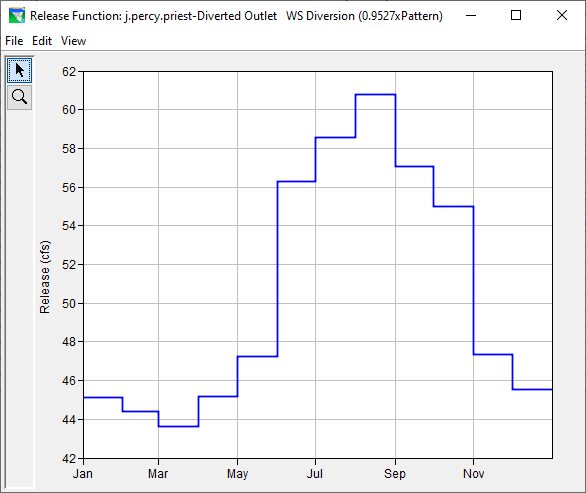 Release Function: j.percy.priest-Diverted Outlet   WS Diversion (0.9527xPattern)
File Edit View
62
60
58
56
54
52
50
48
46
44
42
Release (cfs)
Jan Mar May Jul Sep Nov